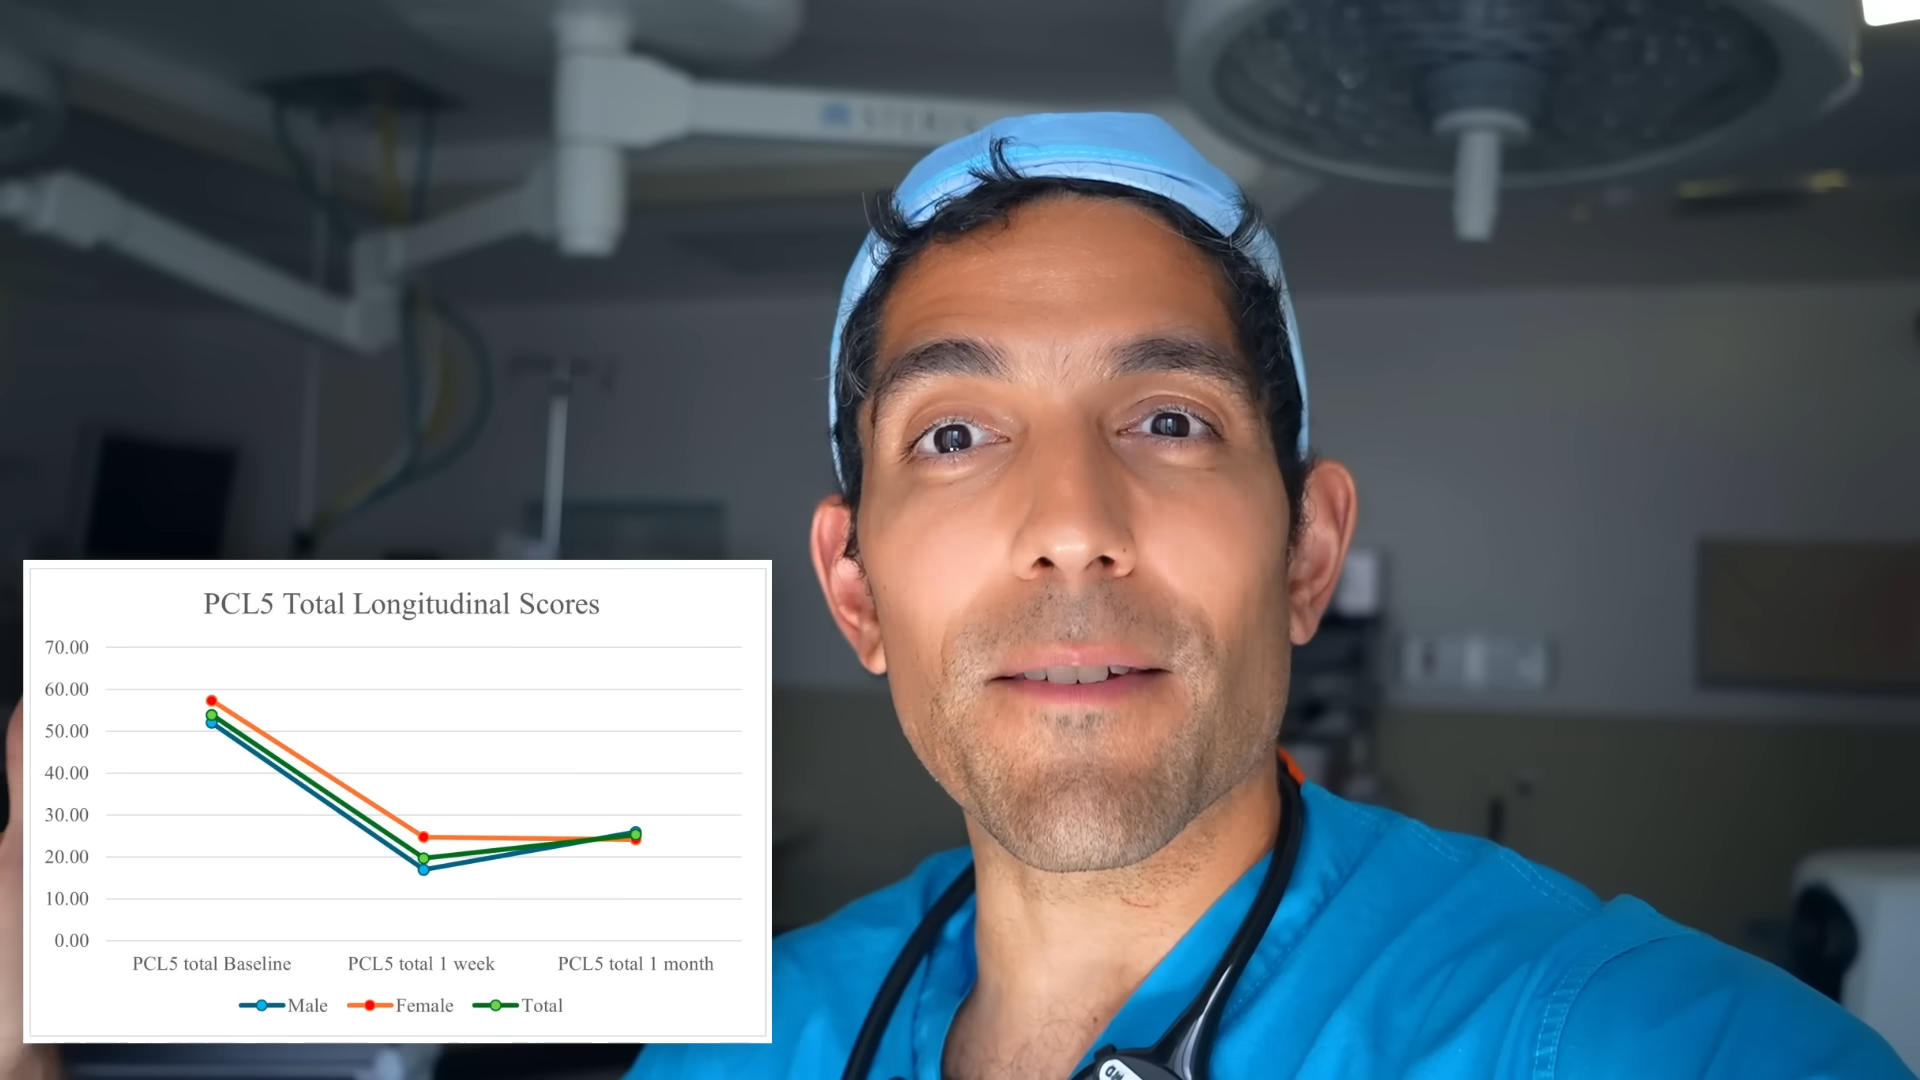 PCL5 Total Longitudinal Scores
70.00
60.00
50.00
40.00
30.00
20.00
10.00
0.00
PCL5 total Baseline PCL5 total 1 week PCL5 total 1 month
Male Female Total
MD